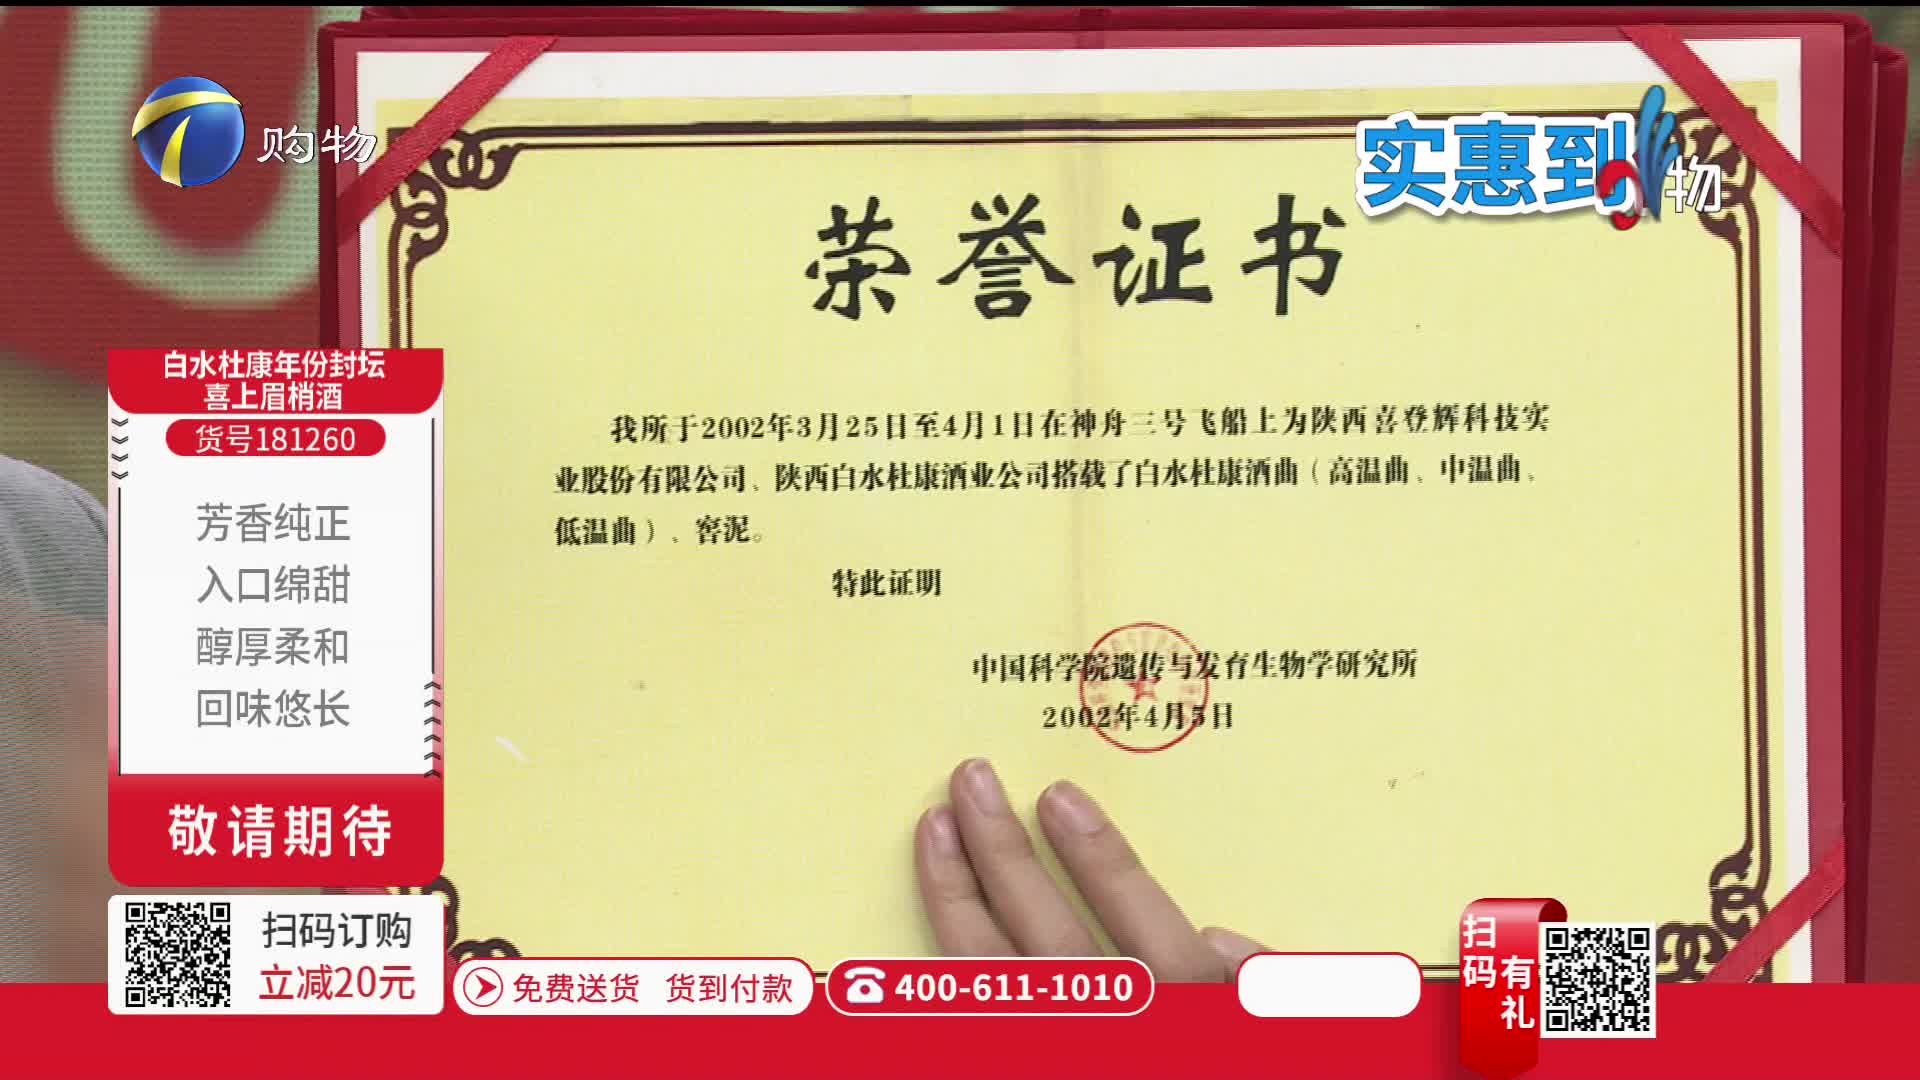 购物
实惠到
物
荣誉证书
我所于2002年3月25日至4月1日在神舟三号飞船上为陕西喜登辉科技实
业股份有限公司、陕西白水杜康酒业公司搭载了白水杜康酒曲（高温曲、中温曲、
低温曲）、窖泥。
特此证明
中国科学院遗传与发育生物学研究所
2002年4月5日
白水杜康年份封坛
喜上眉梢酒
货号181260
芳香纯正
入口绵甜
醇厚柔和
回味悠长
敬请期待
扫码订购
立减20元
免费送货 货到付款
400-611-1010
扫码
有礼